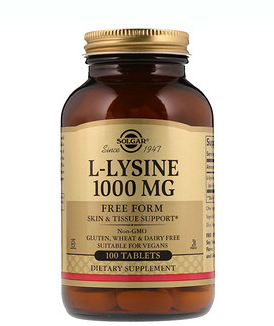 SOLGAR®
Since 1947
L-LYSINE
1000 MG
FREE FORM
SKIN & TISSUE SUPPORT*
Non-GMO
GLUTEN, WHEAT & DAIRY FREE
SUITABLE FOR VEGANS
100 TABLETS
DIETARY SUPPLEMENT